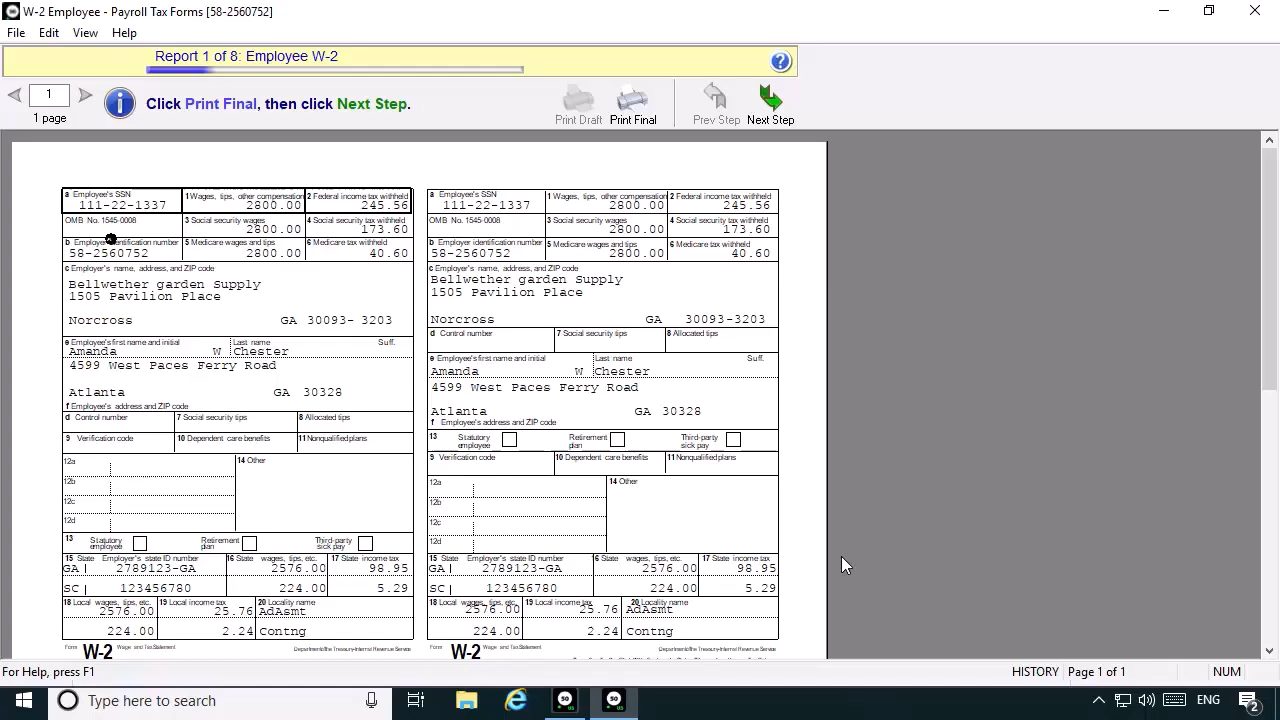 W-2 Employee - Payroll Tax Forms [58-2560752]
File Edit View Help
Report 1 of 8: Employee W-2
1
1 page
Click Print Final, then click Next Step.
Print Draft Print Final Prev Step Next Step
a Employee's SSN 1 Wages, tips, other compensation 2 Federal income tax withheld
111-22-1337 2800.00 245.56
OMB No. 1545-0008 3 Social security wages 4 Social security tax withheld
2800.00 173.60
b Employer identification number 5 Medicare wages and tips 6 Medicare tax withheld
58-2560752 2800.00 40.60
c Employer's name, address, and ZIP code
Bellwether garden Supply
1505 Pavilion Place
Norcross GA 30093- 3203
e Employee's first name and initial Last name Suff.
Amanda W Chester
4599 West Paces Ferry Road
Atlanta GA 30328
f Employee's address and ZIP code
d Control number 7 Social security tips 8 Allocated tips
9 Verification code 10 Dependent care benefits 11 Nonqualified plans
12a 14 Other
12b
12c
12d
13 Statutory employee Retirement plan Third-party sick pay
15 State Employer's state ID number 16 State wages, tips, etc. 17 State income tax
GA 2789123-GA 2576.00 98.95
SC 123456780 224.00 5.29
18 Local wages, tips, etc. 19 Local income tax 20 Locality name
2576.00 25.76 AdAsmt
224.00 2.24 Contng
Form W-2 Wage and Tax Statement Department of the Treasury-Internal Revenue Service
a Employee's SSN 1 Wages, tips, other compensation 2 Federal income tax withheld
111-22-1337 2800.00 245.56
OMB No. 1545-0008 3 Social security wages 4 Social security tax withheld
2800.00 173.60
b Employer identification number 5 Medicare wages and tips 6 Medicare tax withheld
58-2560752 2800.00 40.60
c Employer's name, address, and ZIP code
Bellwether garden Supply
1505 Pavilion Place
Norcross GA 30093-3203
d Control number 7 Social security tips 8 Allocated tips
e Employee's first name and initial Last name Suff.
Amanda W Chester
4599 West Paces Ferry Road
Atlanta GA 30328
f Employee's address and ZIP code
13 Statutory employee Retirement plan Third-party sick pay
9 Verification code 10 Dependent care benefits 11 Nonqualified plans
12a 14 Other
12b
12c
12d
15 State Employer's state ID number 6 State wages, tips, etc. 17 State income tax
GA 2789123-GA 2576.00 98.95
SC 123456780 224.00 5.29
18 Local wages, tips, etc. 19 Local income tax 20 Locality name
2576.00 25.76 AdAsmt
224.00 2.24 Contng
Form W-2 Wage and Tax Statement Department of the Treasury-Internal Revenue Service
For Help, press F1 HISTORY Page 1 of 1 NUM
Type here to search 50 US 50 US ENG 2